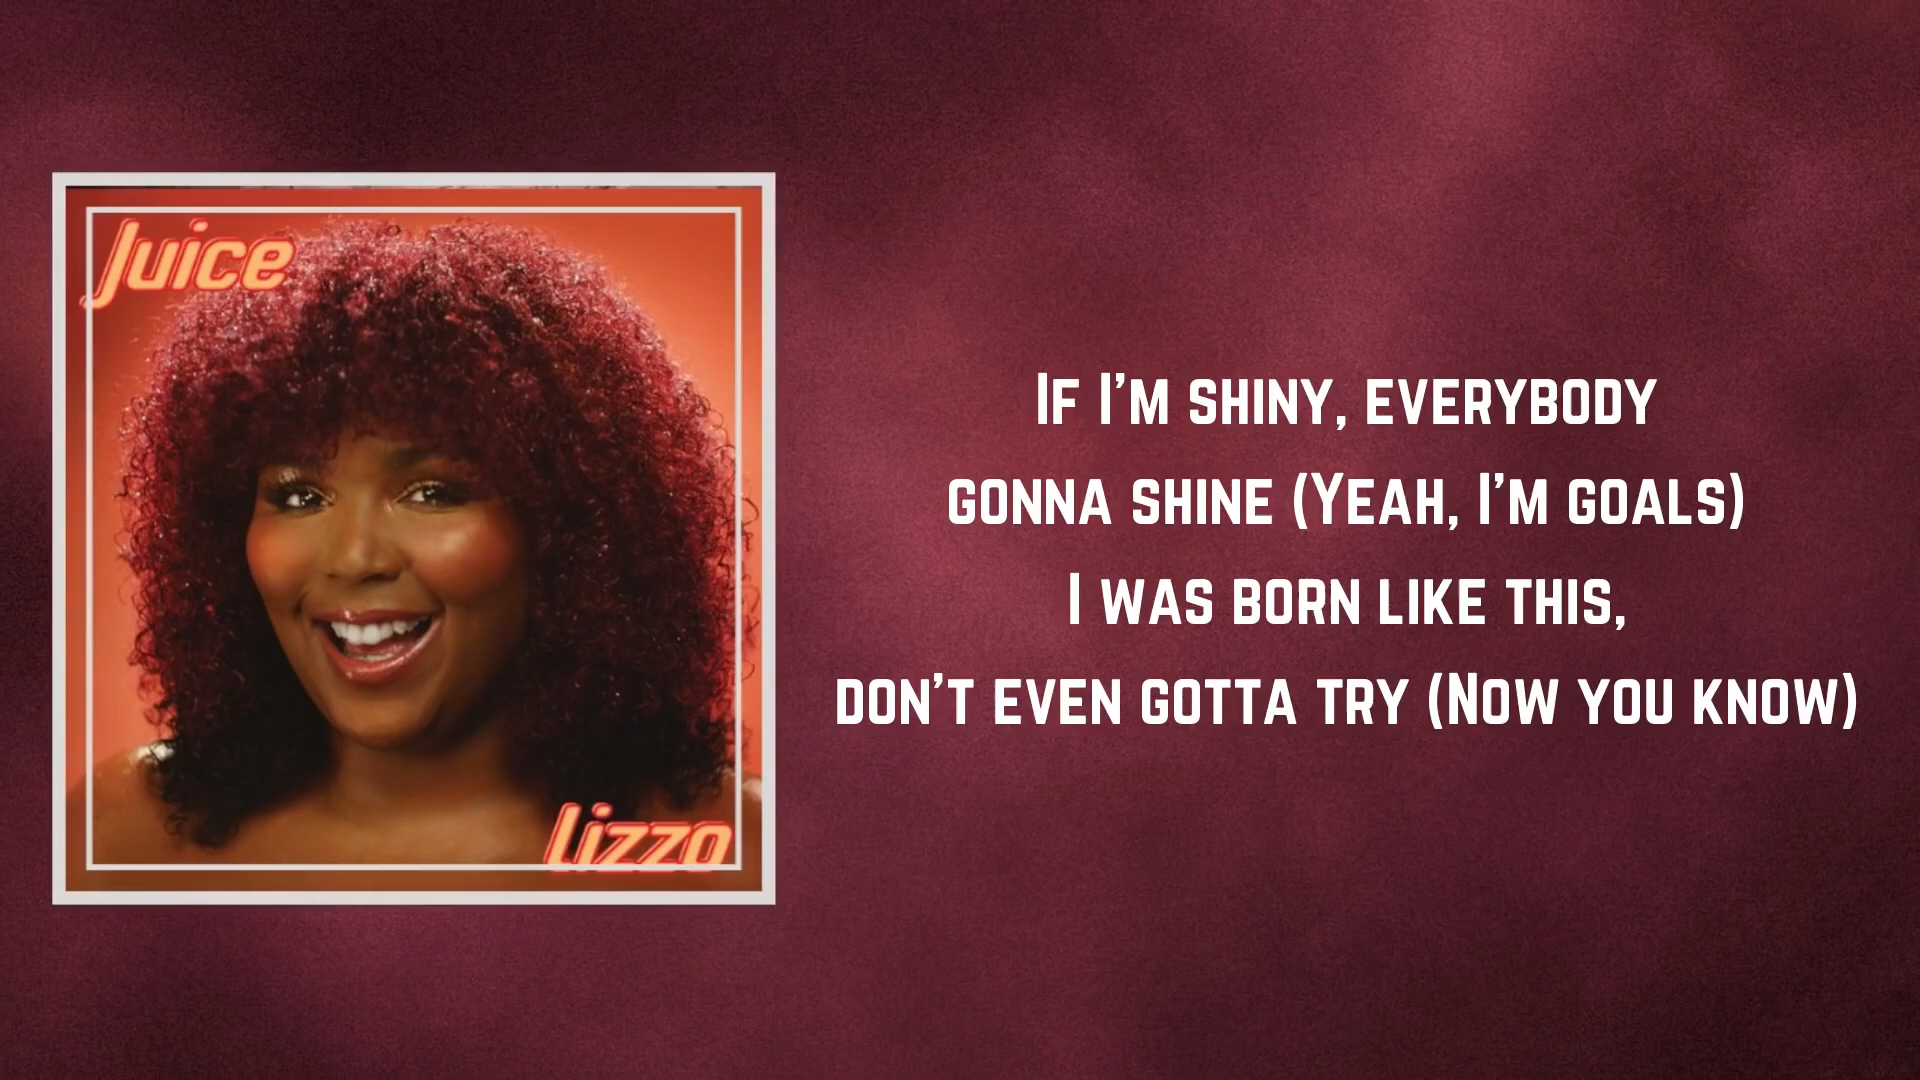 Juice
Lizzo
If I'm shiny, everybody
gonna shine (Yeah, I'm goals)
I was born like this,
don't even gotta try (Now you know)